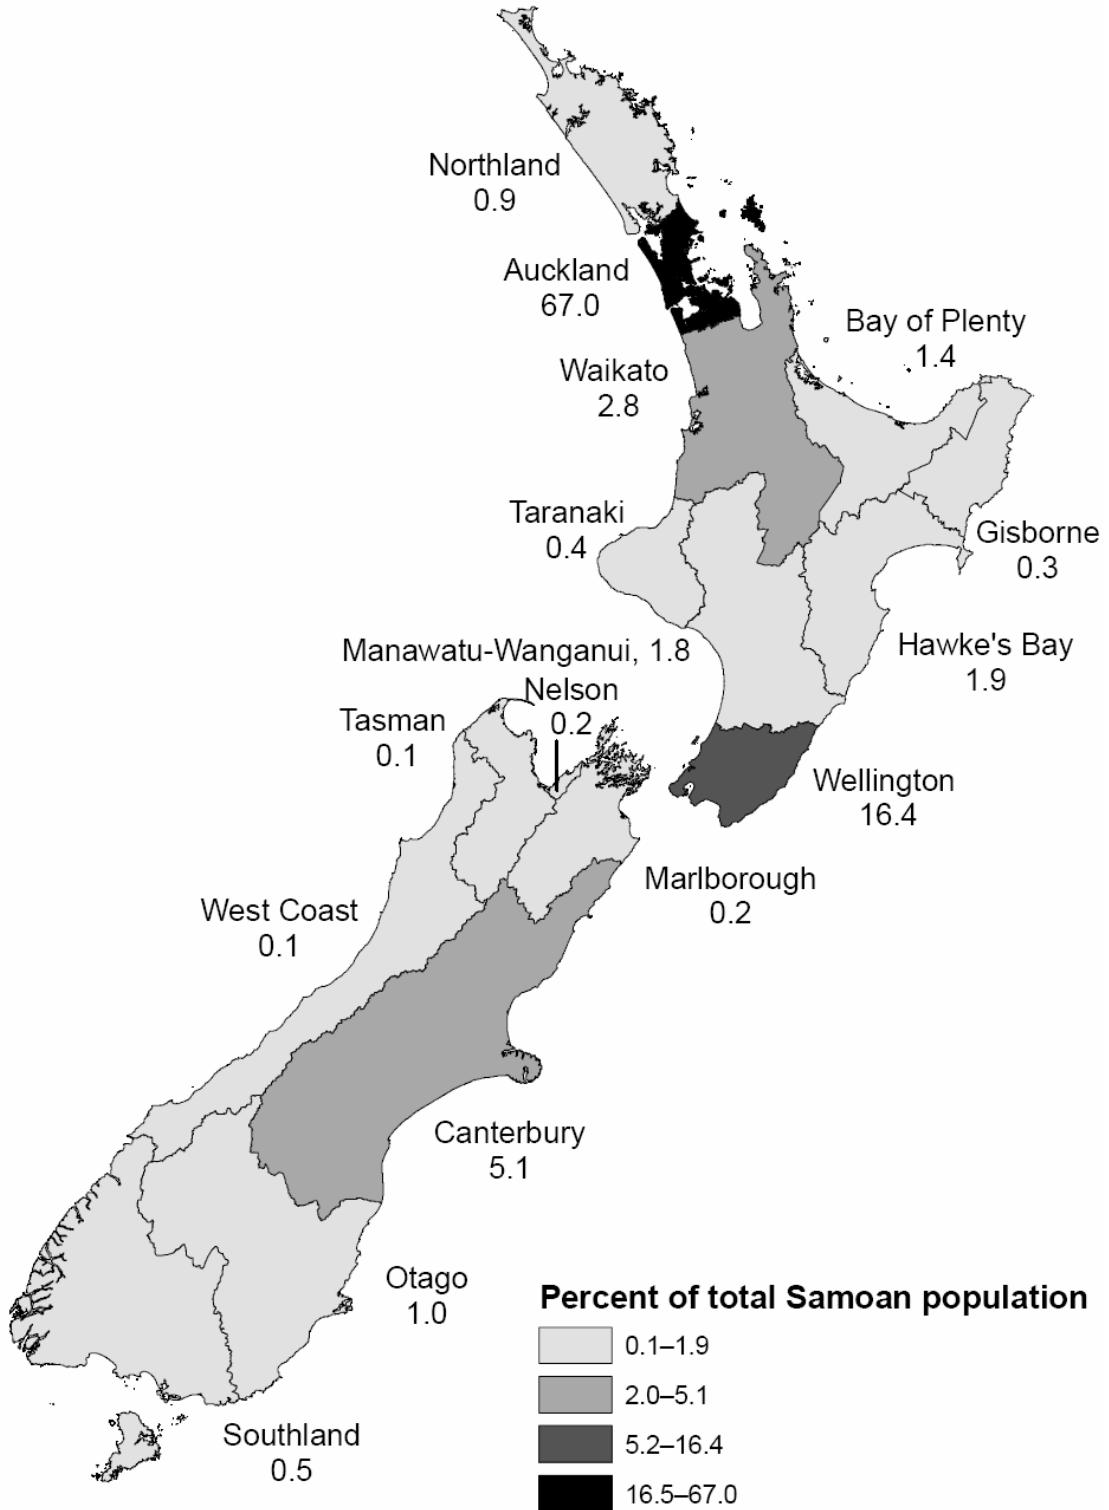 Northland
0.9
Auckland
67.0
Bay of Plenty
1.4
Waikato
2.8
Taranaki
0.4
Gisborne
0.3
Manawatu-Wanganui, 1.8
Hawke's Bay
1.9
Nelson
0.2
Tasman
0.1
Wellington
16.4
Marlborough
0.2
West Coast
0.1
Canterbury
5.1
Otago
1.0
Southland
0.5
Percent of total Samoan population
0.1–1.9
2.0–5.1
5.2–16.4
16.5–67.0